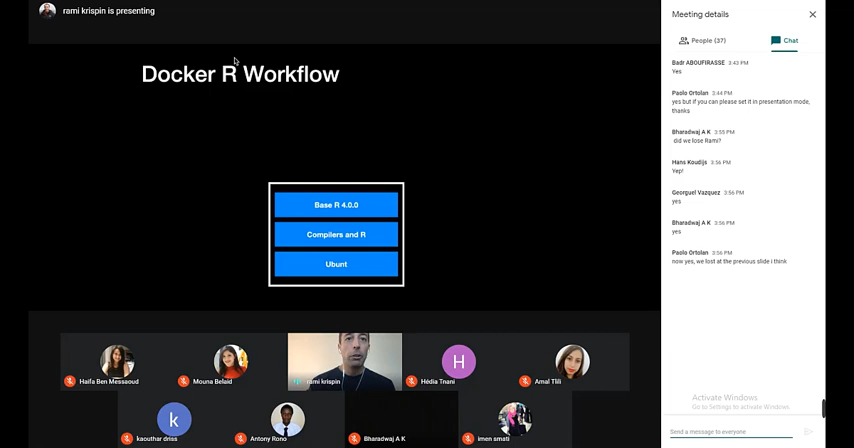 rami krispin is presenting
Docker R Workflow
Base R 4.0.0
Compilers and R
Ubunt
Haifa Ben Messaoud
Mouna Belaid
rami krispin
H
Hédia Tnani
Amal Tlili
k
kaouthar driss
Antony Rono
Bharadwaj A K
imen smati
Meeting details
People (37)
Chat
Badr ABOUFIRASSE 3:43 PM
Yes
Paolo Ortolan 3:44 PM
yes but if you can please set it in presentation mode,
thanks
Bharadwaj A K 3:55 PM
did we lose Rami?
Hans Koudijs 3:56 PM
Yep!
Georguel Vazquez 3:56 PM
yes
Bharadwaj A K 3:56 PM
yes
Paolo Ortolan 3:56 PM
now yes, we lost at the previous slide i think
Activate Windows
Go to Settings to activate Windows.
Send a message to everyone